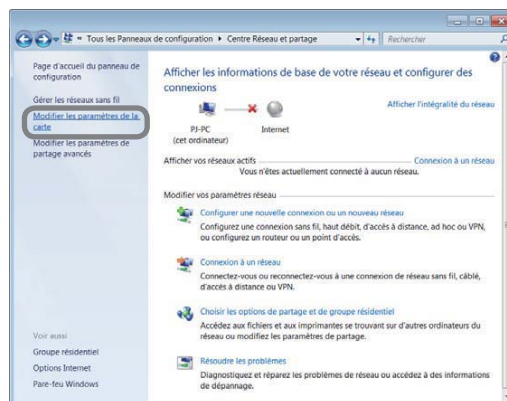 « Tous les Panneaux de configuration ▸ Centre Réseau et partage
Rechercher
Page d'accueil du panneau de
configuration
Gérer les réseaux sans fil
Modifier les paramètres de la
carte
Modifier les paramètres de
partage avancés
Voir aussi
Groupe résidentiel
Options Internet
Pare-feu Windows
Afficher les informations de base de votre réseau et configurer des
connexions
Afficher l'intégralité du réseau
PJ-PC
(cet ordinateur)
Internet
Afficher vos réseaux actifs
Connexion à un réseau
Vous n'êtes actuellement connecté à aucun réseau.
Modifier vos paramètres réseau
Configurer une nouvelle connexion ou un nouveau réseau
Configurez une connexion sans fil, haut débit, d'accès à distance, ad hoc ou VPN,
ou configurez un routeur ou un point d'accès.
Connexion à un réseau
Connectez-vous ou reconnectez-vous à une connexion de réseau sans fil, câblé,
d'accès à distance ou VPN.
Choisir les options de partage et de groupe résidentiel
Accédez aux fichiers et aux imprimantes se trouvant sur d'autres ordinateurs du
réseau ou modifiez les paramètres de partage.
Résoudre les problèmes
Diagnostiquez et réparez les problèmes de réseau ou accédez à des informations
de dépannage.